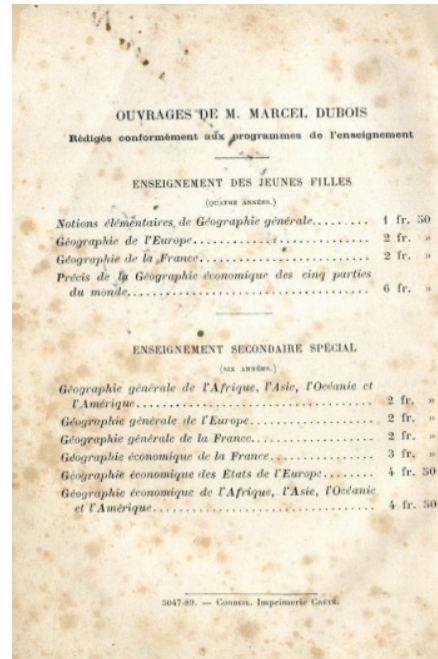 OUVRAGES DE M. MARCEL DUBOIS
Rédigés conformément aux programmes de l'enseignement
ENSEIGNEMENT DES JEUNES FILLES
(QUATRE ANNÉES.)
Notions élémentaires de Géographie générale......... 1 fr. 50
Géographie de l'Europe........................... 2 fr. »
Géographie de la France.......................... 2 fr. »
Précis de la Géographie économique des cinq parties
du monde.................................... 6 fr. »
ENSEIGNEMENT SECONDAIRE SPÉCIAL
(SIX ANNÉES.)
Géographie générale de l'Afrique, l'Asie, l'Océanie et
l'Amérique................................... 2 fr. »
Géographie générale de l'Europe................... 2 fr. »
Géographie générale de la France.................. 2 fr. »
Géographie économique de la France............... 3 fr. »
Géographie économique des États de l'Europe........ 4 fr. 50
Géographie économique de l'Afrique, l'Asie, l'Océanie
et l'Amérique................................ 4 fr. 50
5047-89. — CORBEIL. Imprimerie CRÉTÉ.